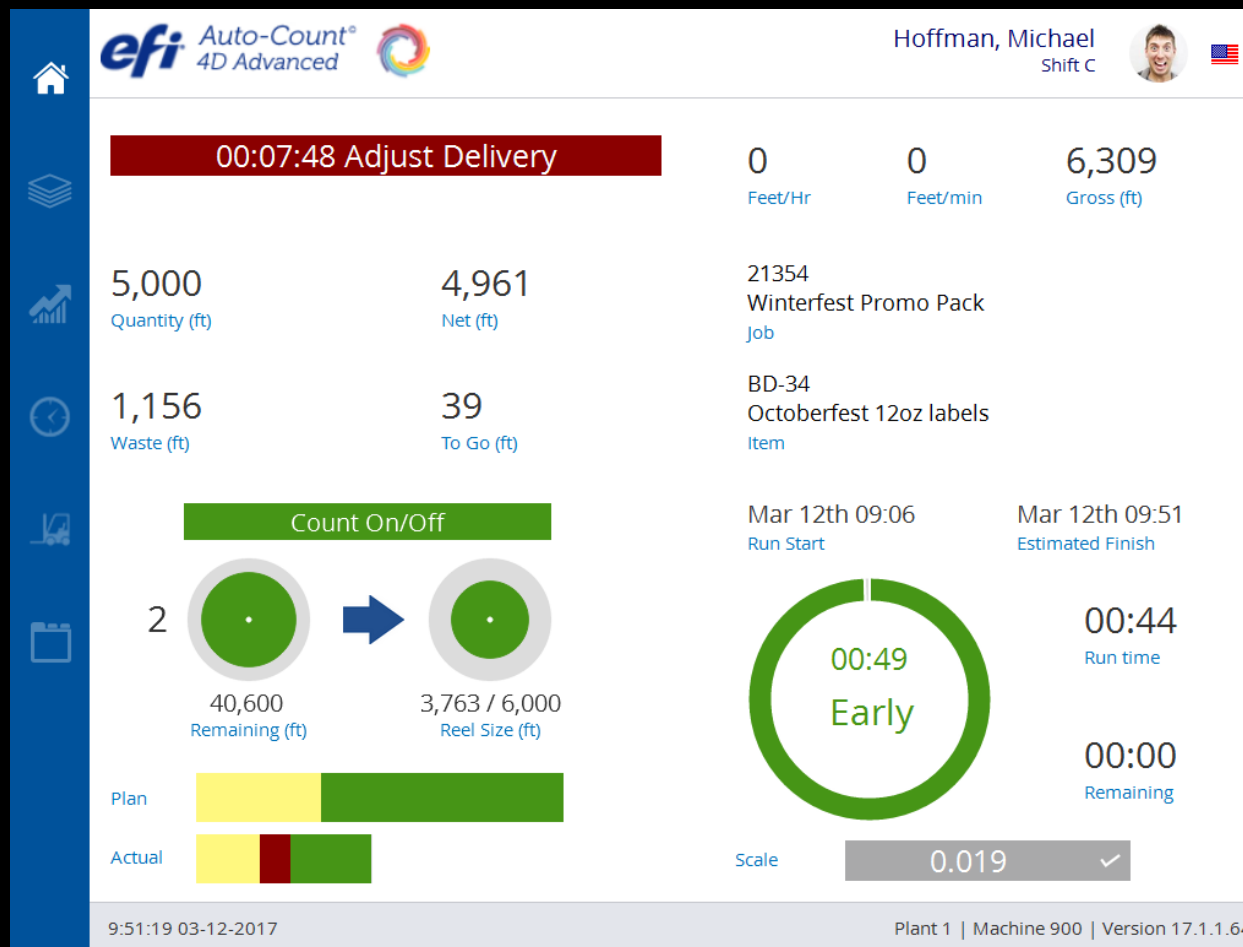 efi Auto-Count®
4D Advanced
Hoffman, Michael
Shift C
00:07:48 Adjust Delivery
0
Feet/Hr
0
Feet/min
6,309
Gross (ft)
5,000
Quantity (ft)
4,961
Net (ft)
21354
Winterfest Promo Pack
Job
1,156
Waste (ft)
39
To Go (ft)
BD-34
Octoberfest 12oz labels
Item
Count On/Off
2
40,600
Remaining (ft)
3,763 / 6,000
Reel Size (ft)
Mar 12th 09:06
Run Start
Mar 12th 09:51
Estimated Finish
00:49
Early
00:44
Run time
00:00
Remaining
Plan
Actual
Scale
0.019
9:51:19 03-12-2017
Plant 1 | Machine 900 | Version 17.1.1.64